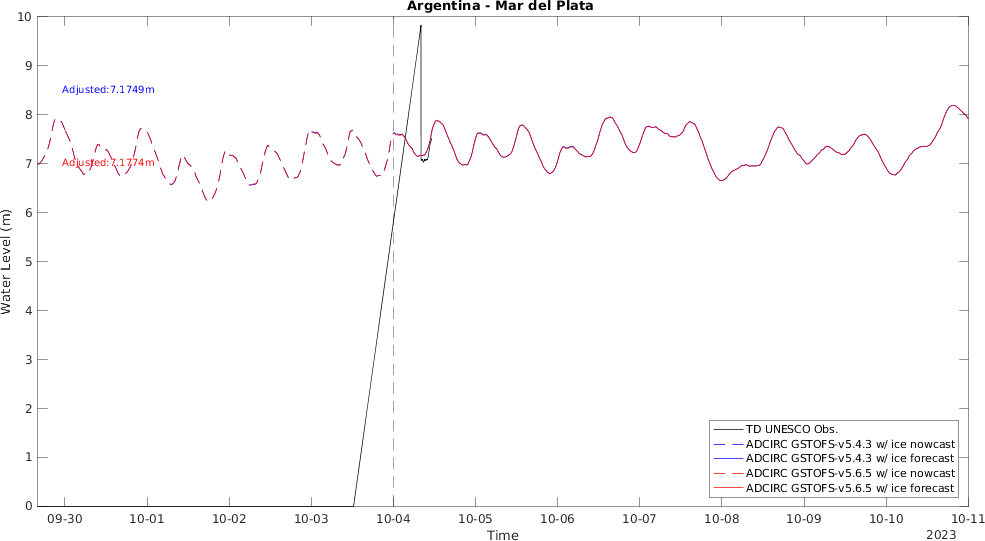 Argentina - Mar del Plata
Water Level (m)
10
9
8
7
6
5
4
3
2
1
0
Adjusted:7.1749m
Adjusted:7.1774m
TD UNESCO Obs.
ADCIRC GSTOFS-v5.4.3 w/ ice nowcast
ADCIRC GSTOFS-v5.4.3 w/ ice forecast
ADCIRC GSTOFS-v5.6.5 w/ ice nowcast
ADCIRC GSTOFS-v5.6.5 w/ ice forecast
09-30 10-01 10-02 10-03 10-04 10-05 10-06 10-07 10-08 10-09 10-10 10-11
Time
2023